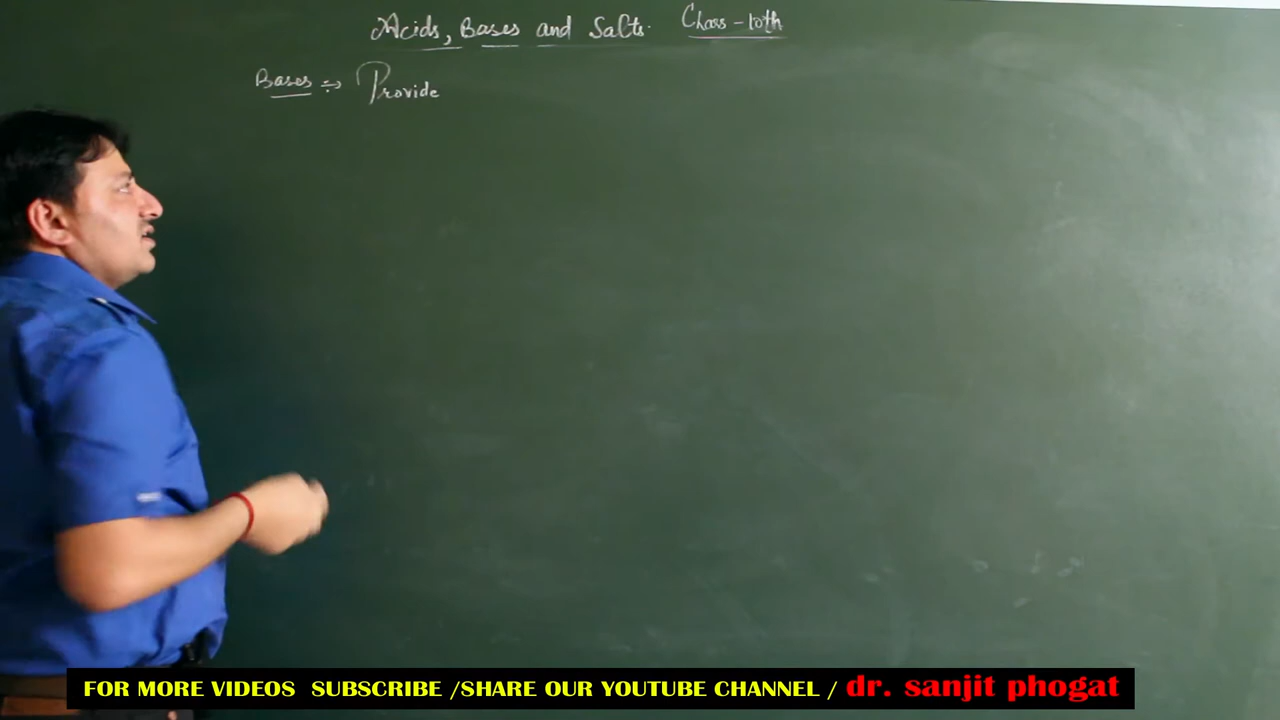 Acids, Bases and Salts. Class - 10th
Bases ÷> Provide
FOR MORE VIDEOS SUBSCRIBE /SHARE OUR YOUTUBE CHANNEL / dr. sanjit phogat